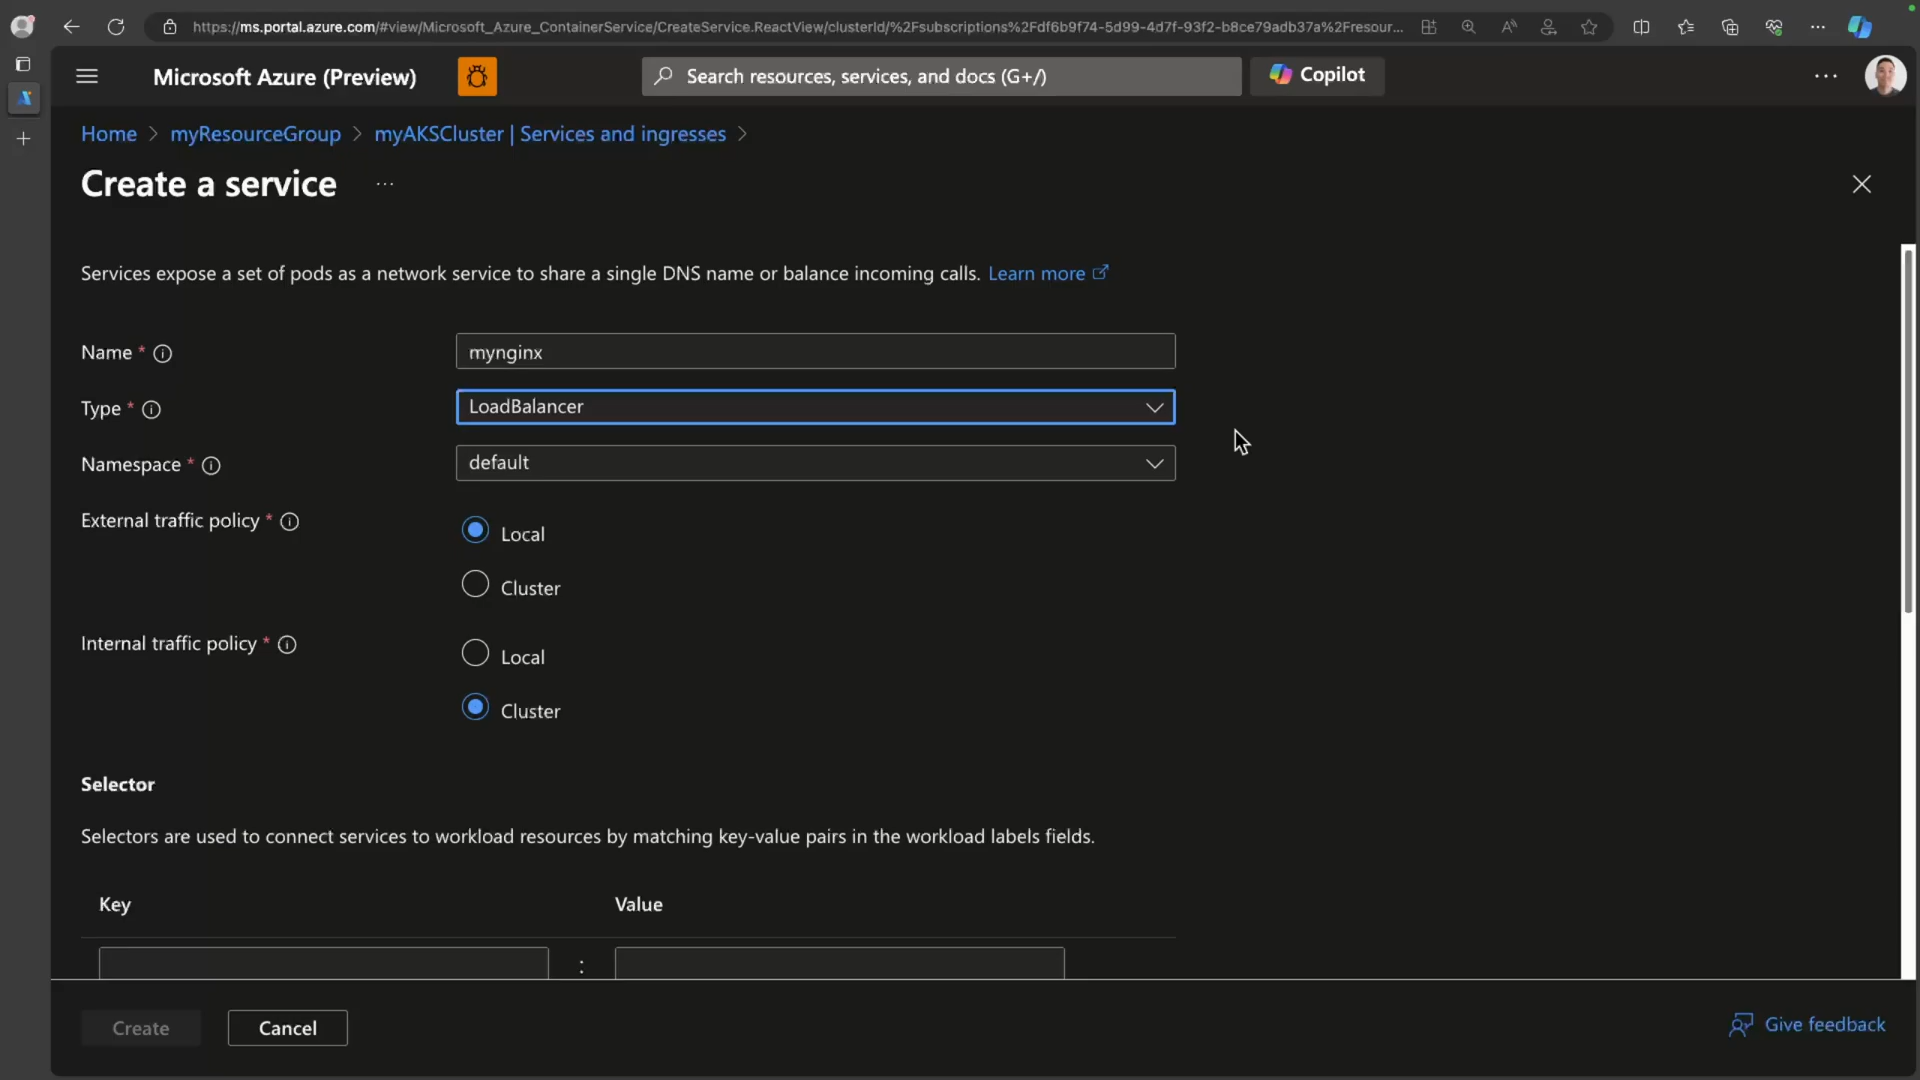 https://ms.portal.azure.com/#view/Microsoft_Azure_ContainerService/CreateService.ReactView/clusterId/%2Fsubscriptions%2Fdf6b9f74-5d99-4d7f-93f2-b8ce79adb37a%2Fresour...
Microsoft Azure (Preview)
Search resources, services, and docs (G+/)
Copilot
Home > myResourceGroup > myAKSCluster | Services and ingresses >
Create a service ...
Services expose a set of pods as a network service to share a single DNS name or balance incoming calls. Learn more
Name * mynginx
Type * LoadBalancer
Namespace * default
External traffic policy * Local
Cluster
Internal traffic policy * Local
Cluster
Selector
Selectors are used to connect services to workload resources by matching key-value pairs in the workload labels fields.
Key Value
:
Create Cancel Give feedback